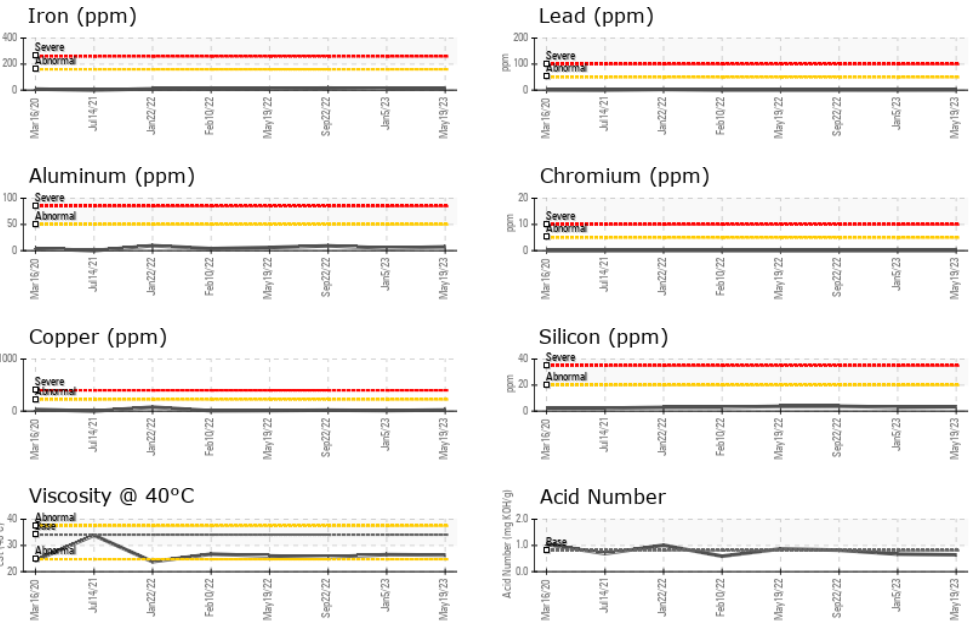 Iron (ppm)
400
200
0
Severe
Abnormal
Mar16/20
Jul14/21
Jan22/22
Feb10/22
May19/22
Sep22/22
Jan5/23
May19/23
Lead (ppm)
ppm
200
100
0
Severe
Abnormal
Mar16/20
Jul14/21
Jan22/22
Feb10/22
May19/22
Sep22/22
Jan5/23
May19/23
Aluminum (ppm)
100
50
0
Severe
Abnormal
Mar16/20
Jul14/21
Jan22/22
Feb10/22
May19/22
Sep22/22
Jan5/23
May19/23
Chromium (ppm)
ppm
20
10
0
Severe
Abnormal
Mar16/20
Jul14/21
Jan22/22
Feb10/22
May19/22
Sep22/22
Jan5/23
May19/23
Copper (ppm)
1000
0
Severe
Abnormal
Mar16/20
Jul14/21
Jan22/22
Feb10/22
May19/22
Sep22/22
Jan5/23
May19/23
Silicon (ppm)
ppm
40
20
0
Severe
Abnormal
Mar16/20
Jul14/21
Jan22/22
Feb10/22
May19/22
Sep22/22
Jan5/23
May19/23
Viscosity @ 40°C
40
30
20
Abnormal
Base
Abnormal
Mar16/20
Jul14/21
Jan22/22
Feb10/22
May19/22
Sep22/22
Jan5/23
May19/23
Acid Number
Acid Number (mg KOH/g)
2.0
1.0
0.0
Base
Mar16/20
Jul14/21
Jan22/22
Feb10/22
May19/22
Sep22/22
Jan5/23
May19/23